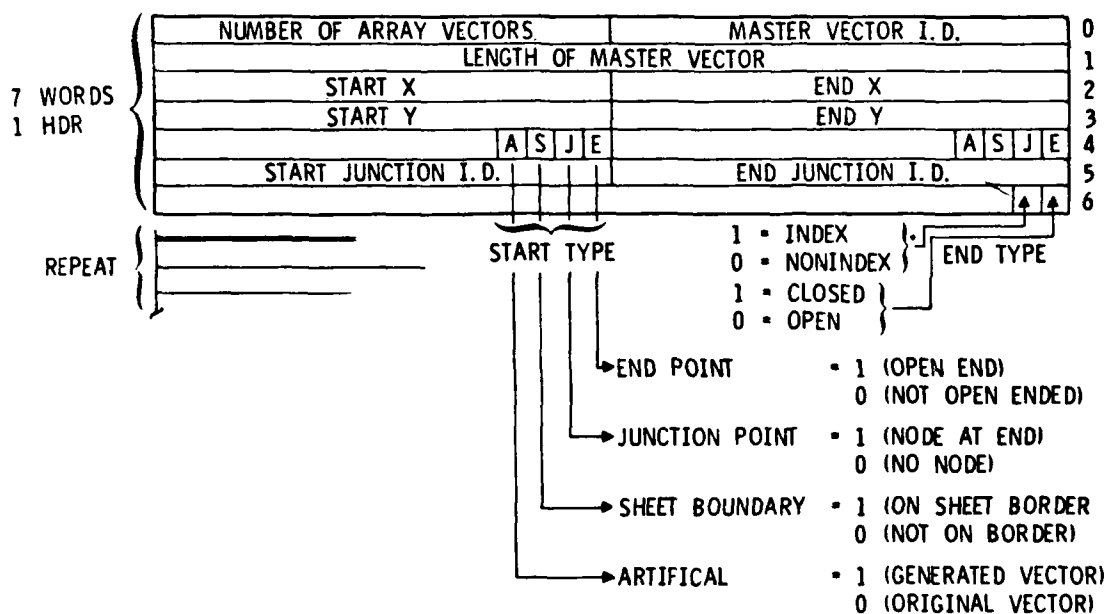 NUMBER OF ARRAY VECTORS MASTER VECTOR I.D. 0
LENGTH OF MASTER VECTOR 1
START X END X 2
START Y END Y 3
7 WORDS
1 HDR
A S J E A S J E 4
START JUNCTION I.D. END JUNCTION I.D. 5
6
REPEAT
START TYPE
1 = INDEX
0 = NONINDEX
END TYPE
1 = CLOSED
0 = OPEN
END POINT = 1 (OPEN END)
0 (NOT OPEN ENDED)
JUNCTION POINT = 1 (NODE AT END)
0 (NO NODE)
SHEET BOUNDARY = 1 (ON SHEET BORDER
0 (NOT ON BORDER)
ARTIFICAL = 1 (GENERATED VECTOR)
0 (ORIGINAL VECTOR)